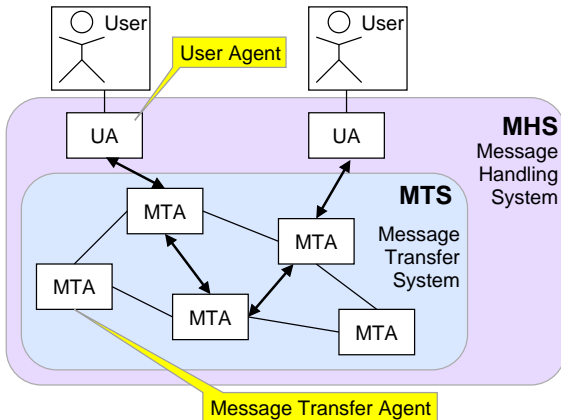 User
User
User Agent
UA
UA
MHS
Message
Handling
System
MTS
Message
Transfer
System
MTA
MTA
MTA
MTA
MTA
Message Transfer Agent